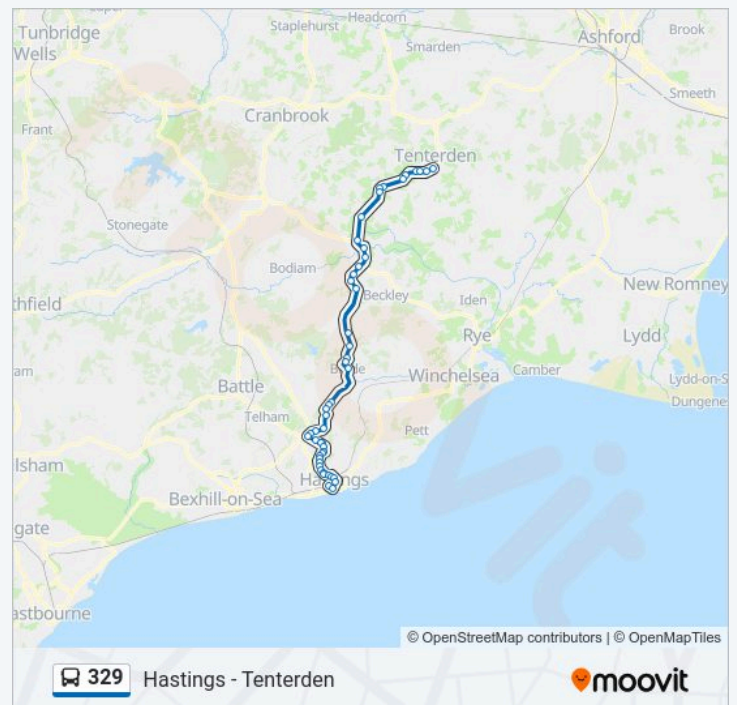 Headcorn
Staplehurst
Tunbridge
Wells
Ashford
Brook
Smarden
Smeeth
Cranbrook
Frant
Tenterden
Stonegate
Bodiam
New Romney
thfield
Beckley
Iden
Rye
Lydd
am
Winchelsea
Camber
Lydd-on-S
Battle
Dungene
Telham
Pett
lsham
Hastings
Bexhill-on-Sea
gate
astbourne
© OpenStreetMap contributors | © OpenMapTiles
329
Hastings - Tenterden
moovit